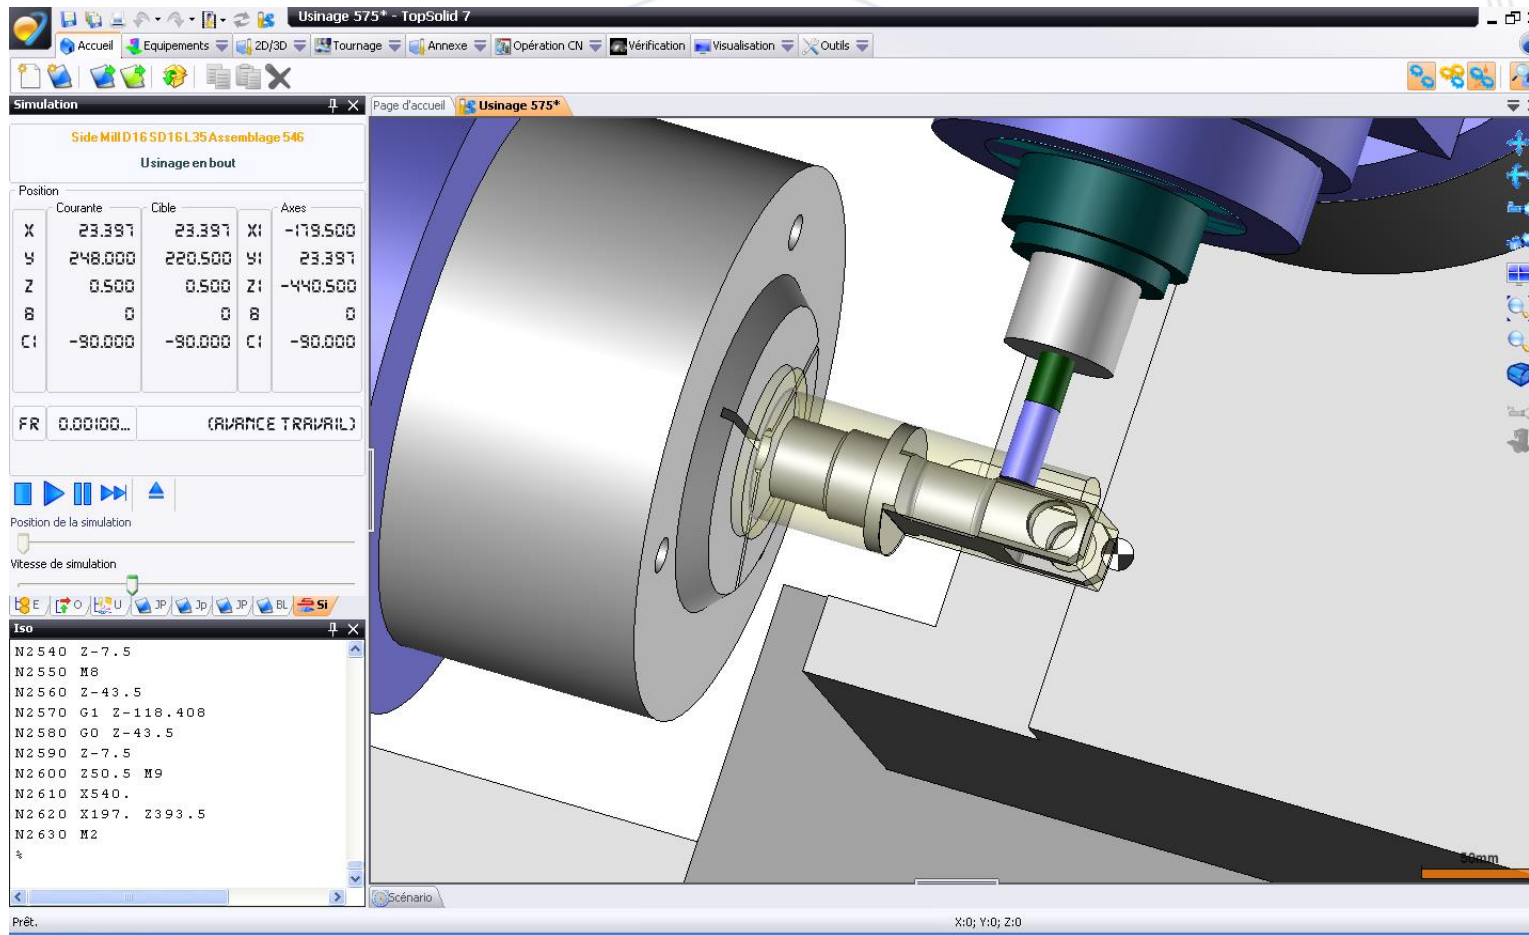 Usinage 575* - TopSolid 7
Accueil Equipements 2D/3D Tournage Annexe Opération CN Vérification Visualisation Outils
Simulation
Page d'accueil Usinage 575*
Side Mill D16 SD16 L35 Assemblage 546
Usinage en bout
Position
Courante Cible Axes
X 23.397 23.397 X1 -179.500
Y 248.000 220.500 Y1 23.397
Z 0.500 0.500 Z1 -440.500
B 0 0 B 0
C1 -90.000 -90.000 C1 -90.000
FR 0.00100... (AVANCE TRAVAIL)
Position de la simulation
Vitesse de simulation
E O U JP Jp JP BL Si
Iso
N2540 Z-7.5
N2550 M8
N2560 Z-43.5
N2570 G1 Z-118.408
N2580 G0 Z-43.5
N2590 Z-7.5
N2600 Z50.5 M9
N2610 X540.
N2620 X197. Z393.5
N2630 M2
%
50mm
Scénario
Prêt. X:0; Y:0; Z:0